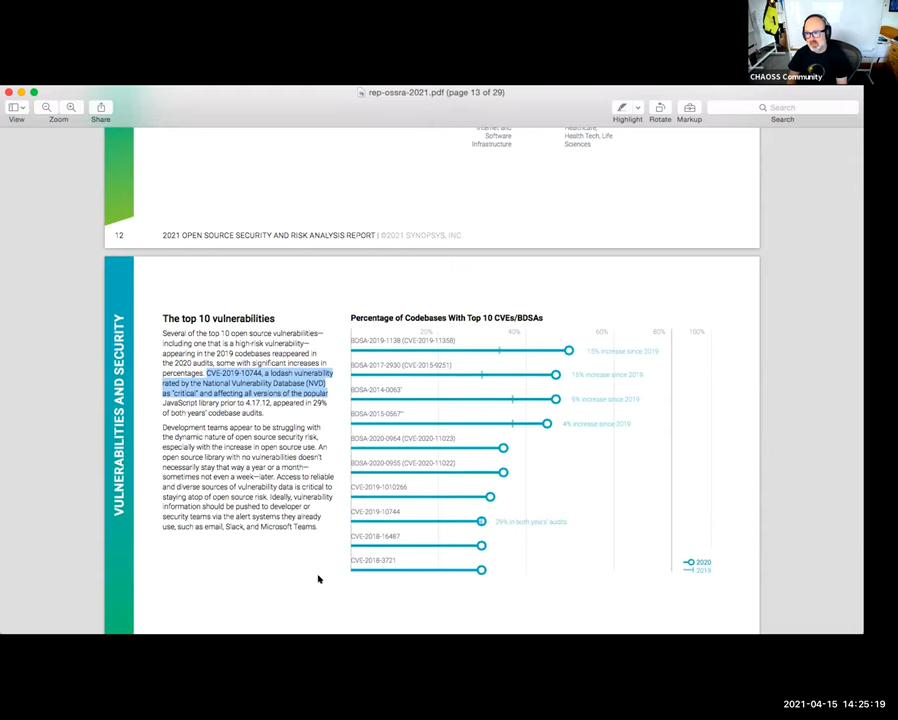 CHAOSS Community
rep-ossra-2021.pdf (page 13 of 29)
View
Zoom
Share
Highlight
Rotate
Markup
Search
Search
Internet and
Software
Infrastructure
Healthcare,
Health Tech, Life
Sciences
12
2021 OPEN SOURCE SECURITY AND RISK ANALYSIS REPORT | ©2021 SYNOPSYS, INC.
VULNERABILITIES AND SECURITY
The top 10 vulnerabilities
Several of the top 10 open source vulnerabilities—
including one that is a high-risk vulnerability—
appearing in the 2019 codebases reappeared in
the 2020 audits, some with significant increases in
percentages. CVE-2019-10744, a lodash vulnerability
rated by the National Vulnerability Database (NVD)
as "critical" and affecting all versions of the popular
JavaScript library prior to 4.17.12, appeared in 29%
of both years' codebase audits.
Development teams appear to be struggling with
the dynamic nature of open source security risk,
especially with the increase in open source use. An
open source library with no vulnerabilities doesn't
necessarily stay that way a year or a month—
sometimes not even a week—later. Access to reliable
and diverse sources of vulnerability data is critical to
staying atop of open source risk. Ideally, vulnerability
information should be pushed to developer or
security teams via the alert systems they already
use, such as email, Slack, and Microsoft Teams.
Percentage of Codebases With Top 10 CVEs/BDSAs
20% 40% 60% 80% 100%
BDSA-2019-1138 (CVE-2019-11358)
15% increase since 2019
BDSA-2017-2930 (CVE-2015-9251)
15% increase since 2019
BDSA-2014-0063*
9% increase since 2019
BDSA-2015-0567**
4% increase since 2019
BDSA-2020-0964 (CVE-2020-11023)
BDSA-2020-0955 (CVE-2020-11022)
CVE-2019-1010266
CVE-2019-10744
29% in both years' audits
CVE-2018-16487
CVE-2018-3721
2020
2019
2021-04-15 14:25:19